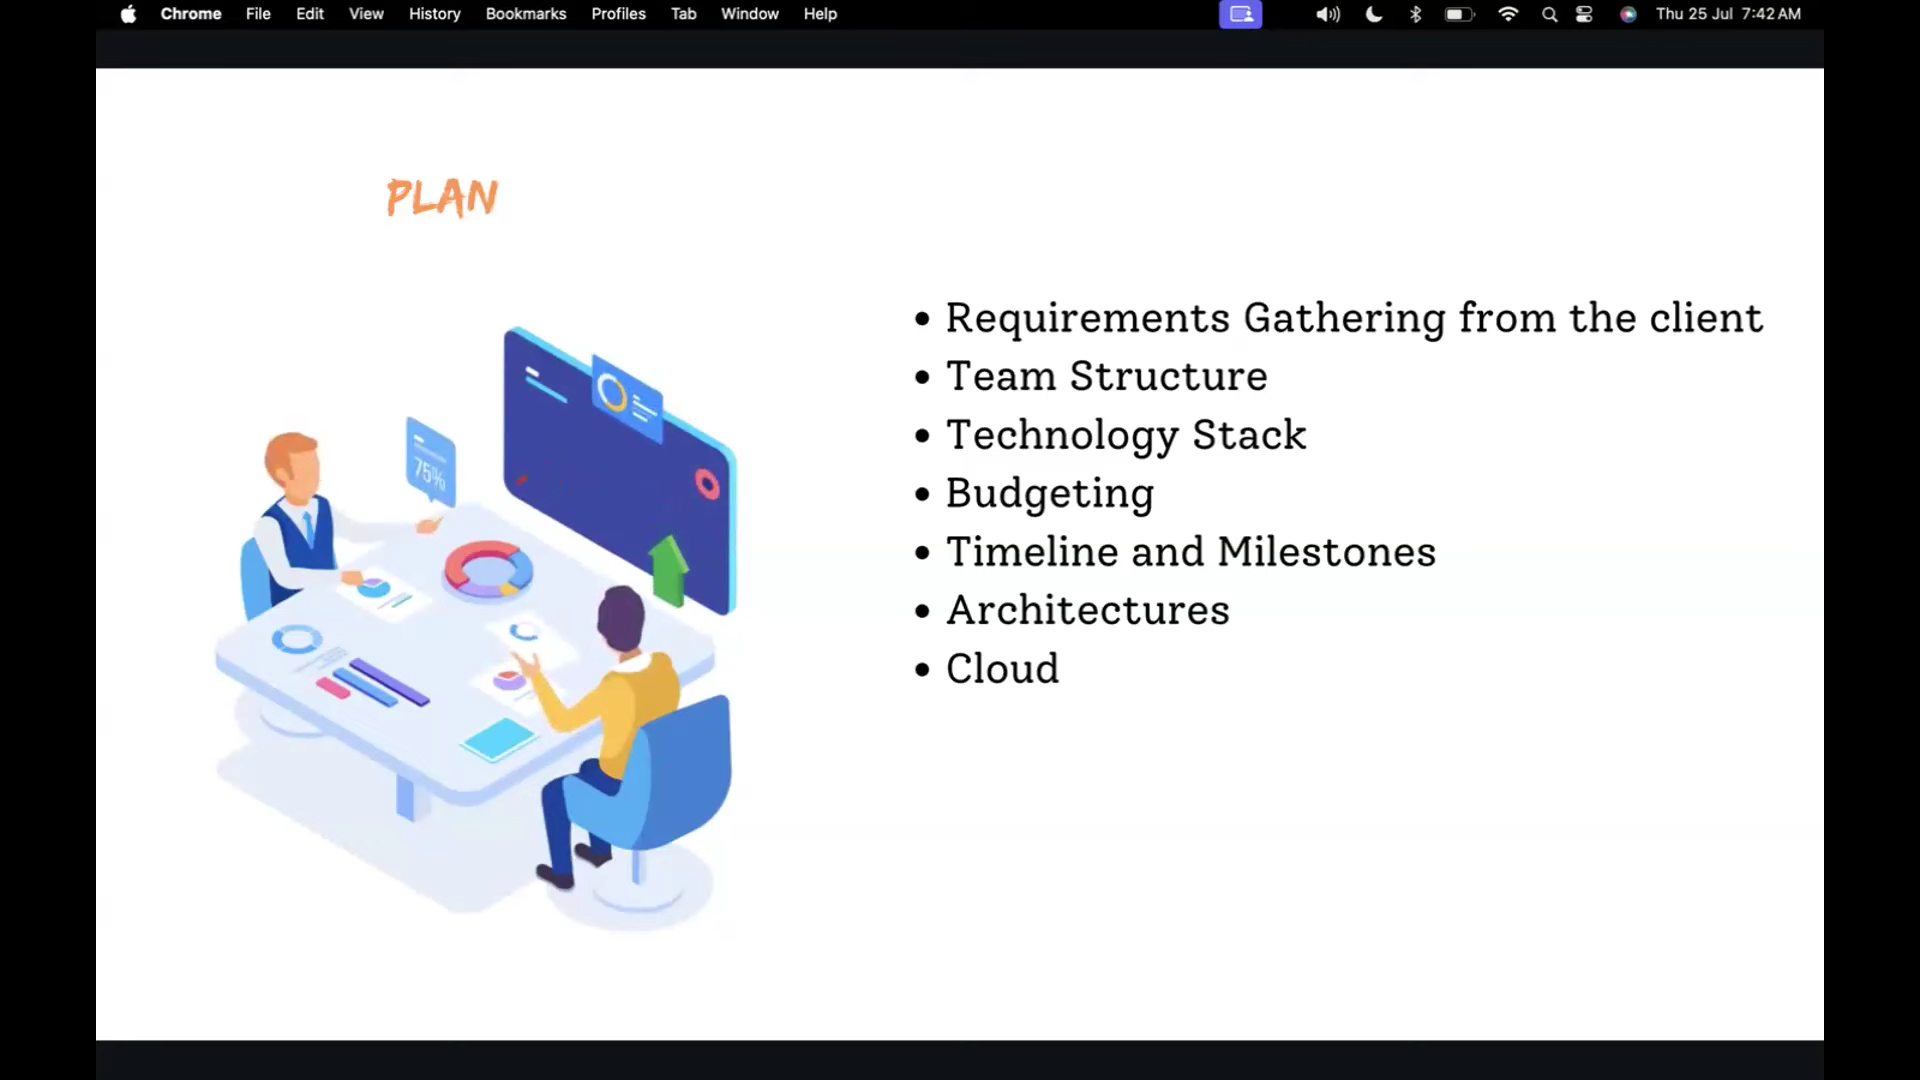 Chrome File Edit View History Bookmarks Profiles Tab Window Help Thu 25 Jul 7:42 AM
PLAN
75%
• Requirements Gathering from the client
• Team Structure
• Technology Stack
• Budgeting
• Timeline and Milestones
• Architectures
• Cloud